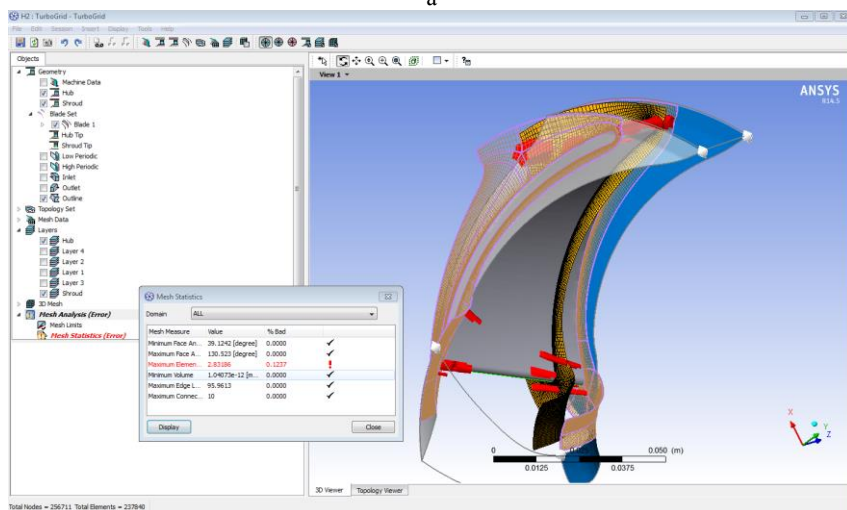 a
H2 : TurboGrid - TurboGrid
File Edit Session Insert Display Tools Help
Objects
Geometry
Machine Data
Hub
Shroud
Blade Set
Blade 1
Hub Tip
Shroud Tip
Low Periodic
High Periodic
Inlet
Outlet
Outline
Topology Set
Mesh Data
Layers
Hub
Layer 4
Layer 2
Layer 1
Layer 3
Shroud
3D Mesh
Mesh Analysis (Error)
Mesh Limits
Mesh Statistics (Error)
View 1
ANSYS
R14.5
Mesh Statistics
Domain ALL
Mesh Measure Value % Bad
Minimum Face An... 39.1242 [degree] 0.0000
Maximum Face A... 130.523 [degree] 0.0000
Maximum Elemen... 2.83186 0.1237
Minimum Volume 1.04073e-12 [m... 0.0000
Maximum Edge L... 95.9613 0.0000
Maximum Connec... 10 0.0000
Display Close
X
Y
Z
0 0.050 (m)
0.0125 0.0375
3D Viewer Topology Viewer
Total Nodes = 256711 Total Elements = 237840